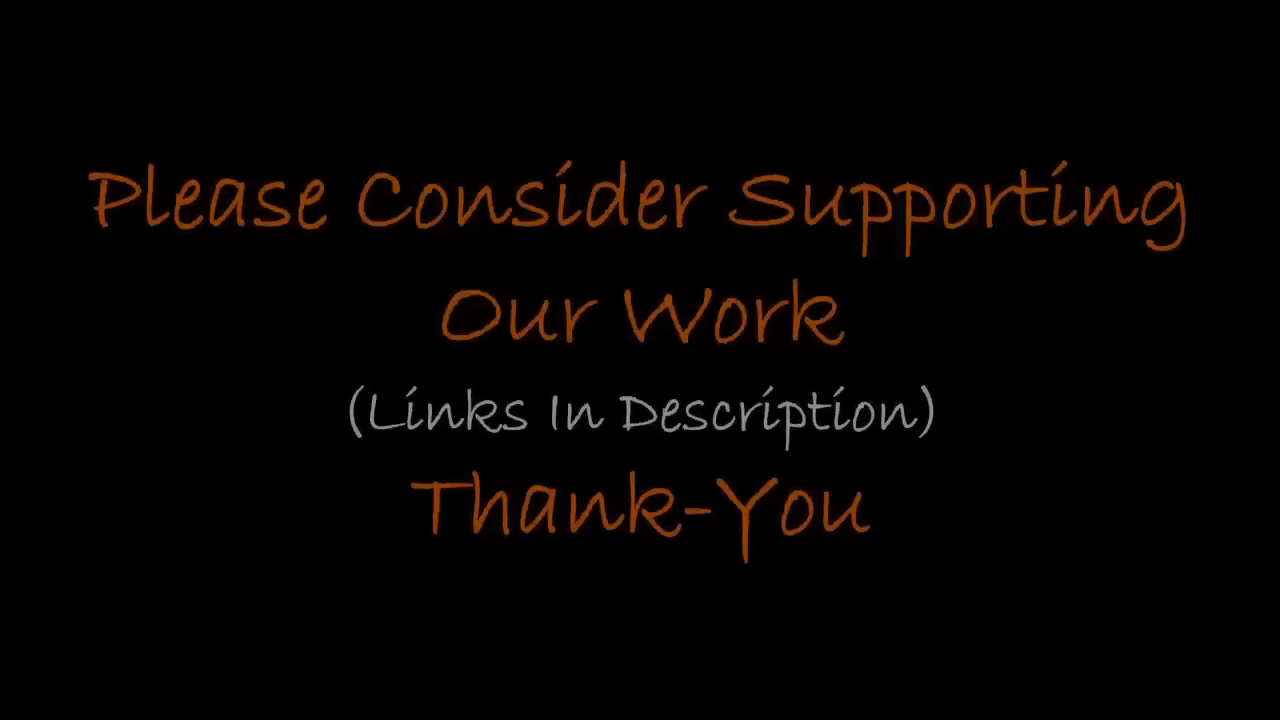 Please Consider Supporting
Our Work
(Links In Description)
Thank-You